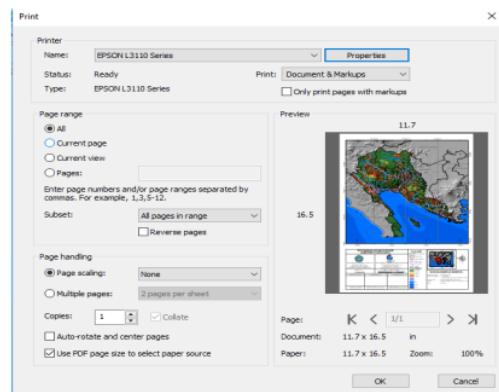 Print
Printer
Name: EPSON L3110 Series Properties
Status: Ready Print: Document & Markups
Type: EPSON L3110 Series Only print pages with markups
Page range
All
Current page
Current view
Pages:
Enter page numbers and/or page ranges separated by
commas. For example, 1,3,5-12.
Subset: All pages in range
Reverse pages
Page handling
Page scaling: None
Multiple pages: 2 pages per sheet
Copies: 1 Collate
Auto-rotate and center pages
Use PDF page size to select paper source
Preview
11.7
16.5
Page: 1/1
Document: 11.7 x 16.5 in
Paper: 11.7 x 16.5 Zoom: 100%
OK Cancel